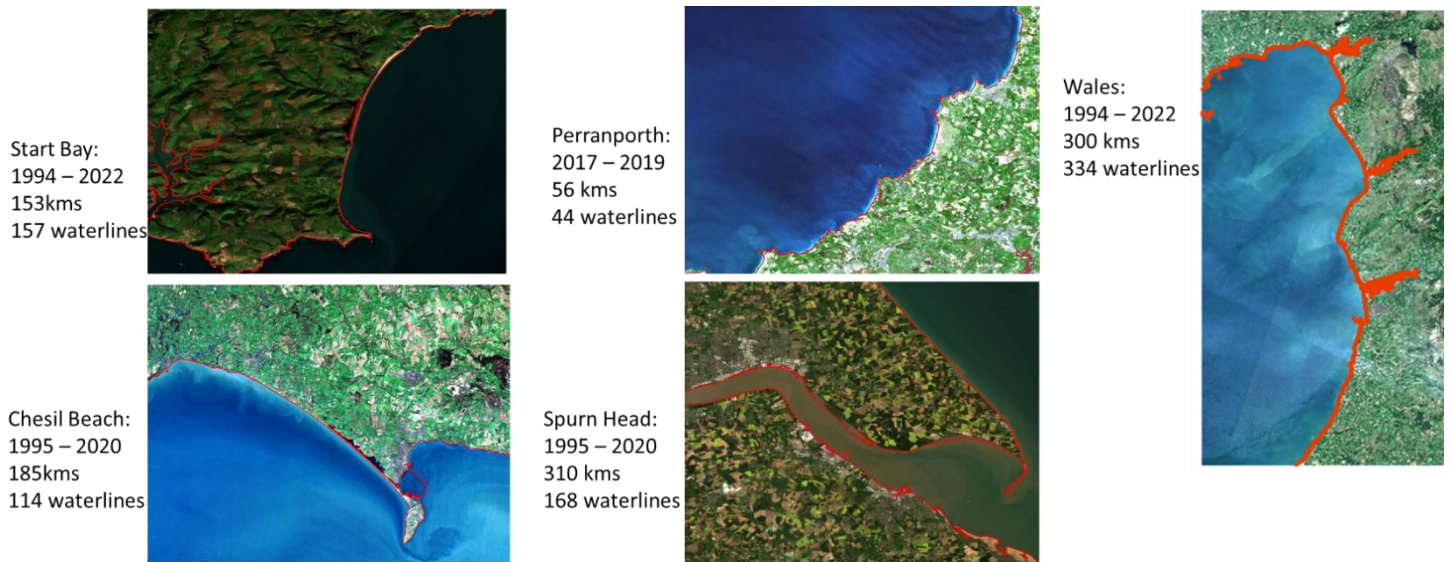 Start Bay:
1994 – 2022
153kms
157 waterlines
Perranporth:
2017 – 2019
56 kms
44 waterlines
Wales:
1994 – 2022
300 kms
334 waterlines
Chesil Beach:
1995 – 2020
185kms
114 waterlines
Spurn Head:
1995 – 2020
310 kms
168 waterlines